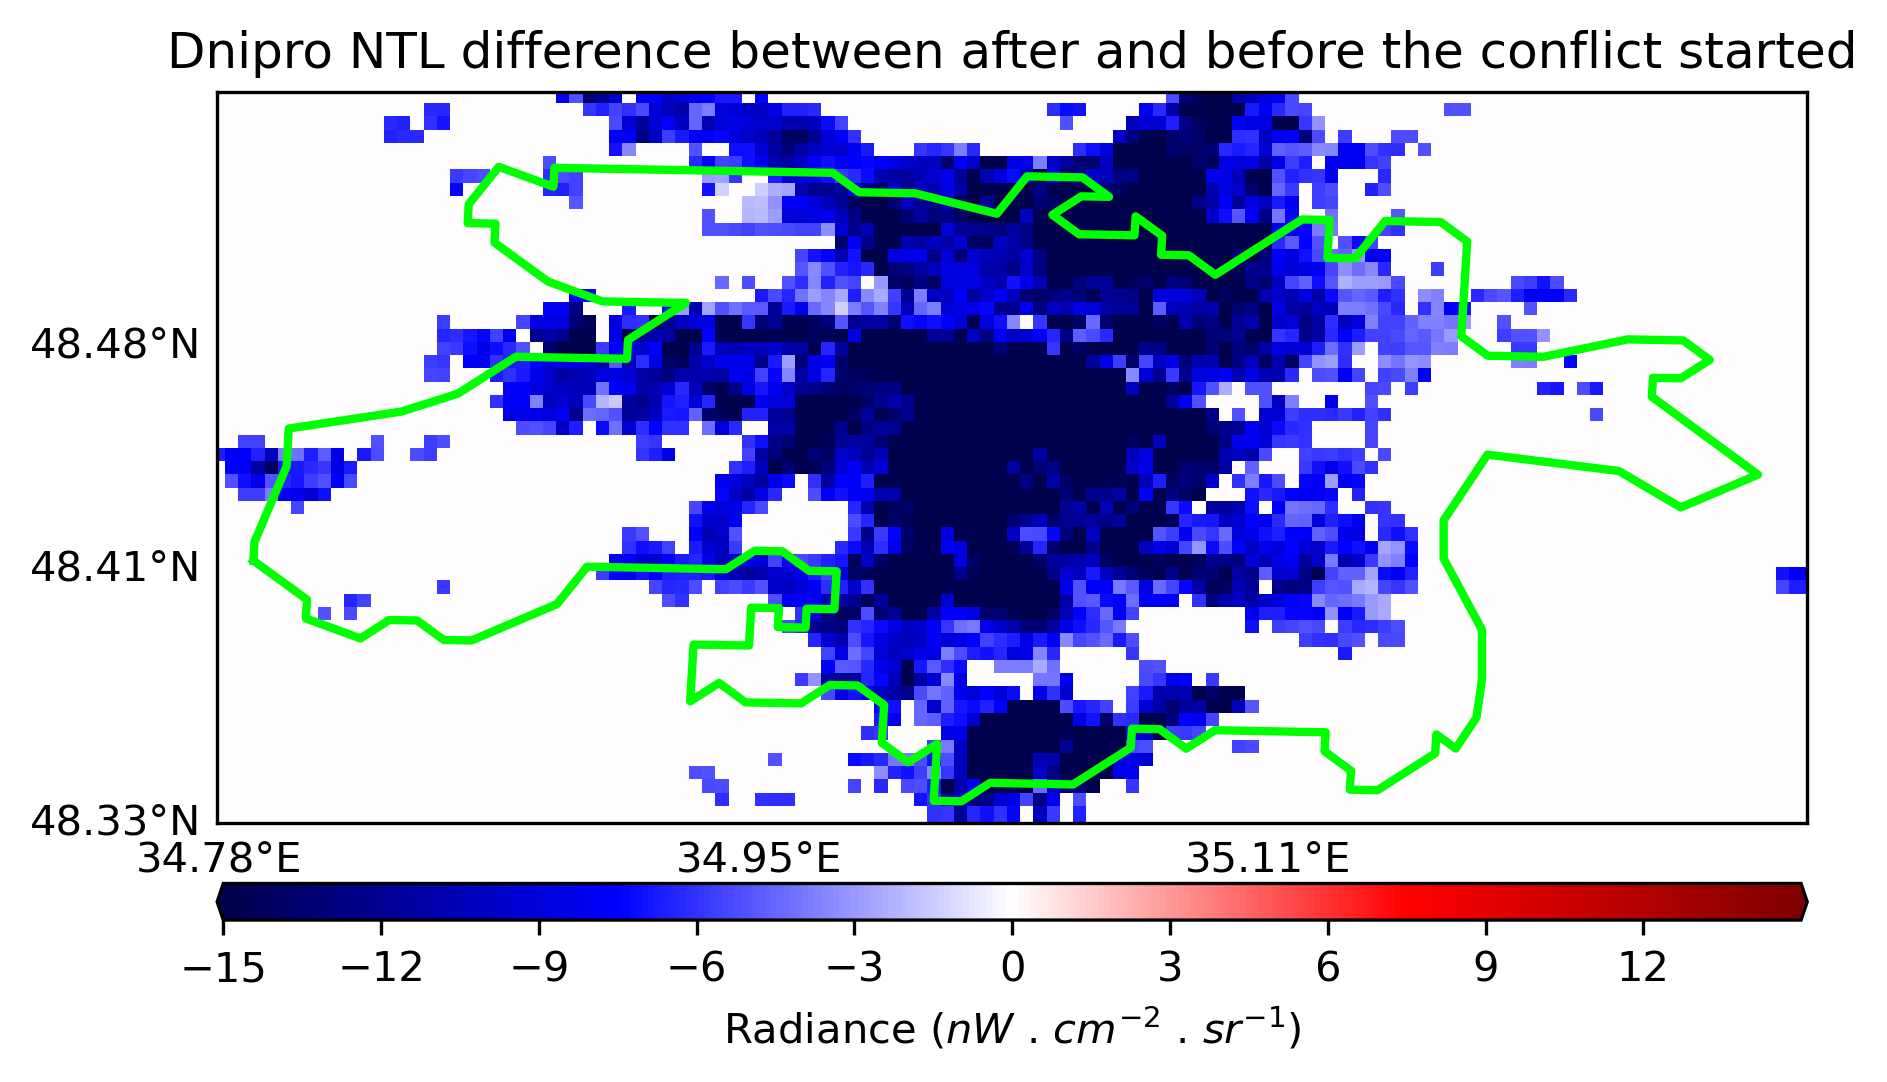 Dnipro NTL difference between after and before the conflict started
48.48°N
48.41°N
48.33°N
34.78°E 34.95°E 35.11°E
−15 −12 −9 −6 −3 0 3 6 9 12
Radiance (nW . cm⁻² . sr⁻¹)